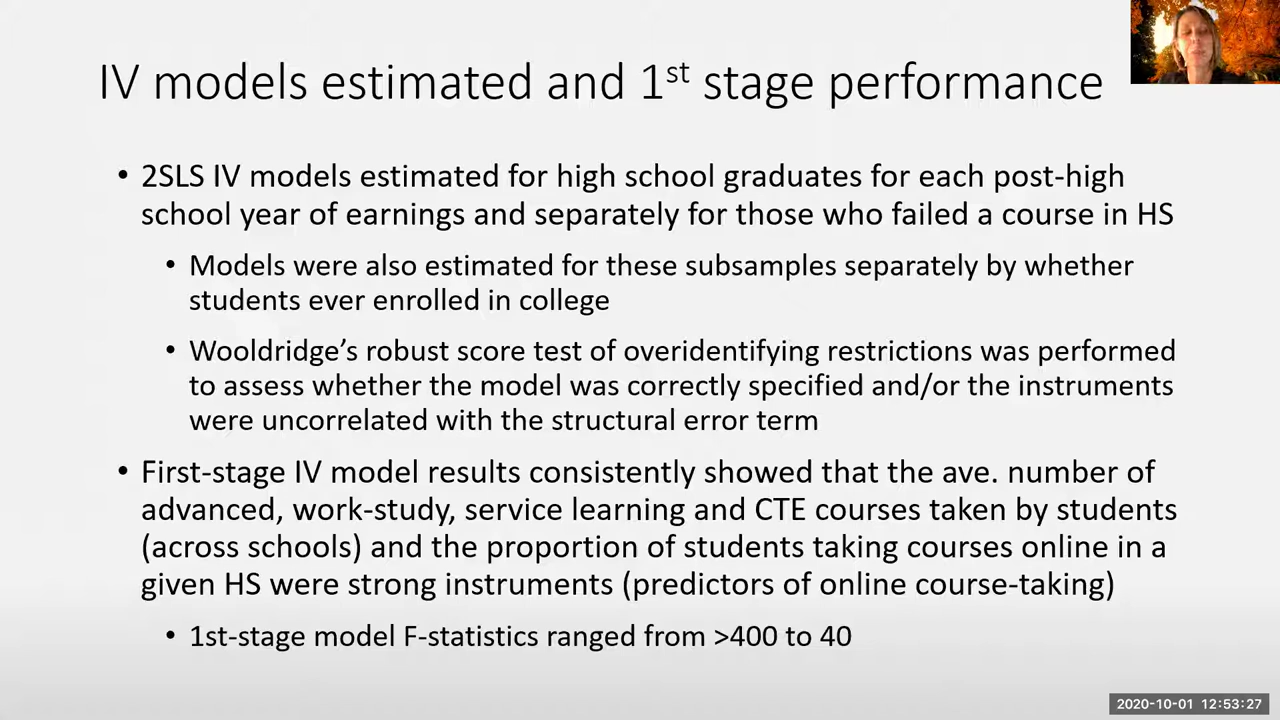 IV models estimated and 1st stage performance
• 2SLS IV models estimated for high school graduates for each post-high
school year of earnings and separately for those who failed a course in HS
• Models were also estimated for these subsamples separately by whether
students ever enrolled in college
• Wooldridge’s robust score test of overidentifying restrictions was performed
to assess whether the model was correctly specified and/or the instruments
were uncorrelated with the structural error term
• First-stage IV model results consistently showed that the ave. number of
advanced, work-study, service learning and CTE courses taken by students
(across schools) and the proportion of students taking courses online in a
given HS were strong instruments (predictors of online course-taking)
• 1st-stage model F-statistics ranged from >400 to 40
2020-10-01 12:53:27